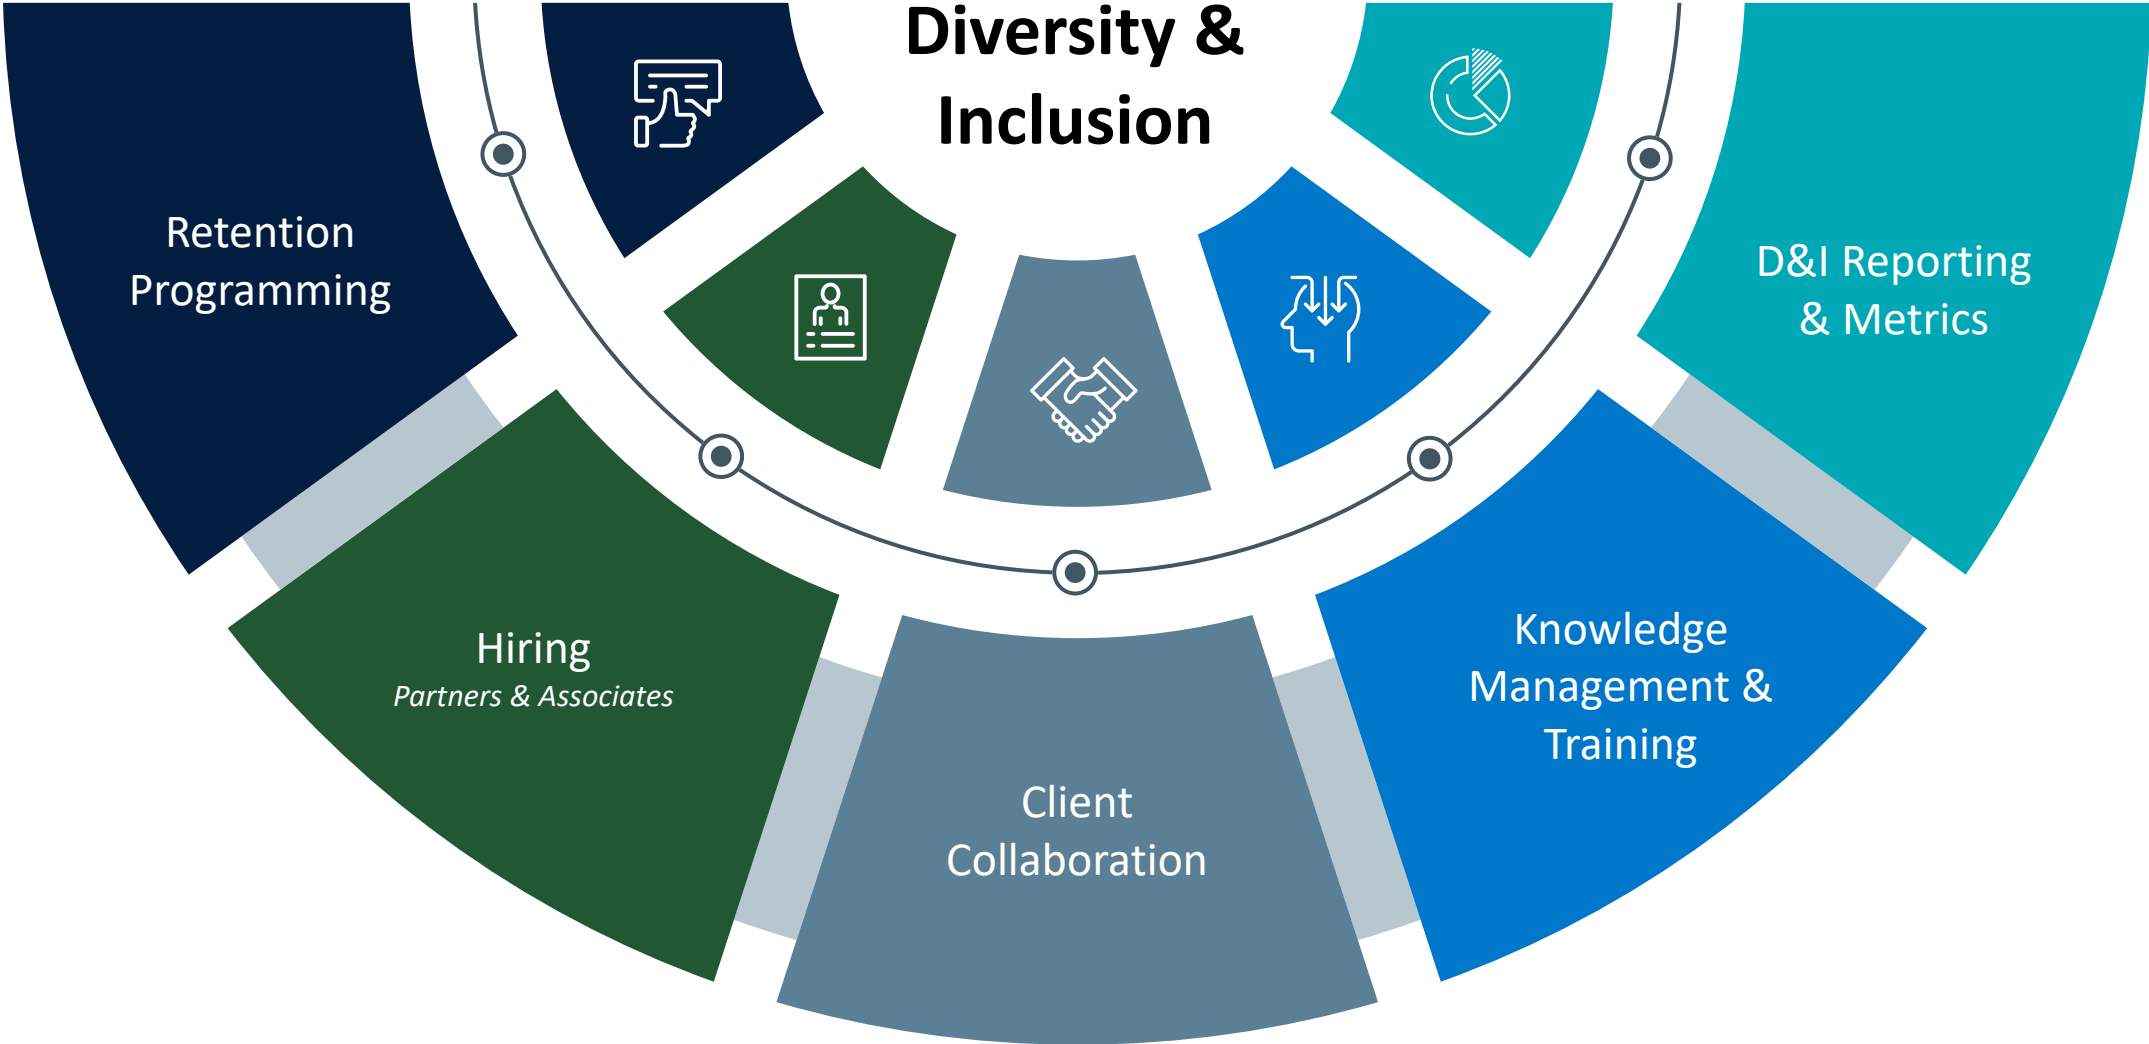 Diversity &
Inclusion
Retention
Programming
Hiring
Partners & Associates
Client
Collaboration
Knowledge
Management &
Training
D&I Reporting
& Metrics